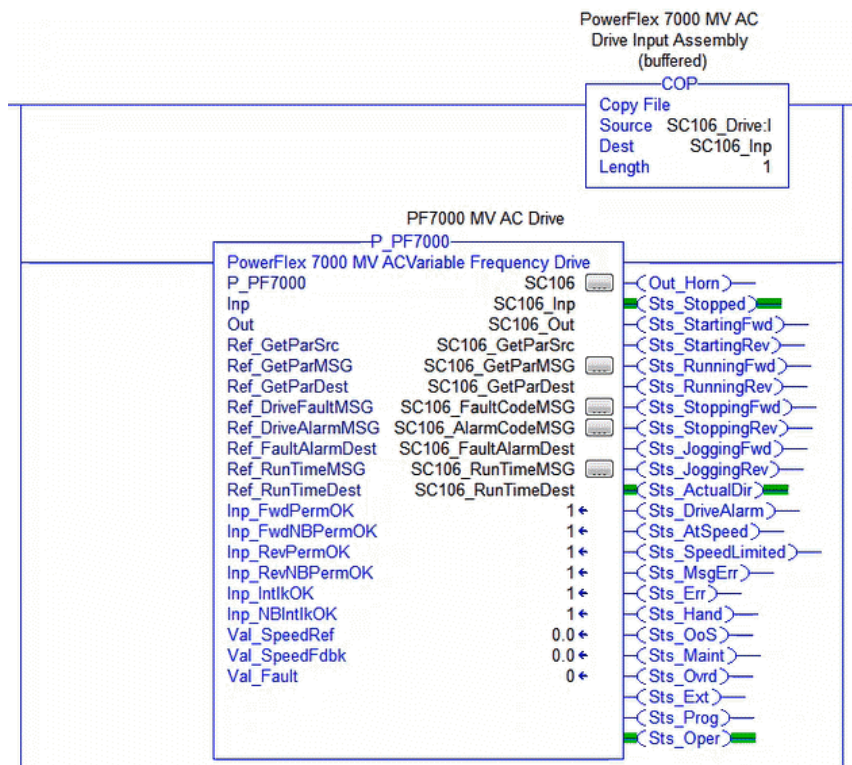 PowerFlex 7000 MV AC
Drive Input Assembly
(buffered)
COP
Copy File
Source SC106_Drive:I
Dest SC106_Inp
Length 1
PF7000 MV AC Drive
P_PF7000
PowerFlex 7000 MV ACVariable Frequency Drive
P_PF7000 SC106 ... Out_Horn
Inp SC106_Inp Sts_Stopped
Out SC106_Out Sts_StartingFwd
Ref_GetParSrc SC106_GetParSrc Sts_StartingRev
Ref_GetParMSG SC106_GetParMSG ... Sts_RunningFwd
Ref_GetParDest SC106_GetParDest Sts_RunningRev
Ref_DriveFaultMSG SC106_FaultCodeMSG ... Sts_StoppingFwd
Ref_DriveAlarmMSG SC106_AlarmCodeMSG ... Sts_StoppingRev
Ref_FaultAlarmDest SC106_FaultAlarmDest Sts_JoggingFwd
Ref_RunTimeMSG SC106_RunTimeMSG ... Sts_JoggingRev
Ref_RunTimeDest SC106_RunTimeDest Sts_ActualDir
Inp_FwdPermOK 1 Sts_DriveAlarm
Inp_FwdNBPermOK 1 Sts_AtSpeed
Inp_RevPermOK 1 Sts_SpeedLimited
Inp_RevNBPermOK 1 Sts_MsgErr
Inp_IntlkOK 1 Sts_Err
Inp_NBIntlkOK 1 Sts_Hand
Val_SpeedRef 0.0 Sts_OoS
Val_SpeedFdbk 0.0 Sts_Maint
Val_Fault 0 Sts_Ovrd
Sts_Ext
Sts_Prog
Sts_Oper